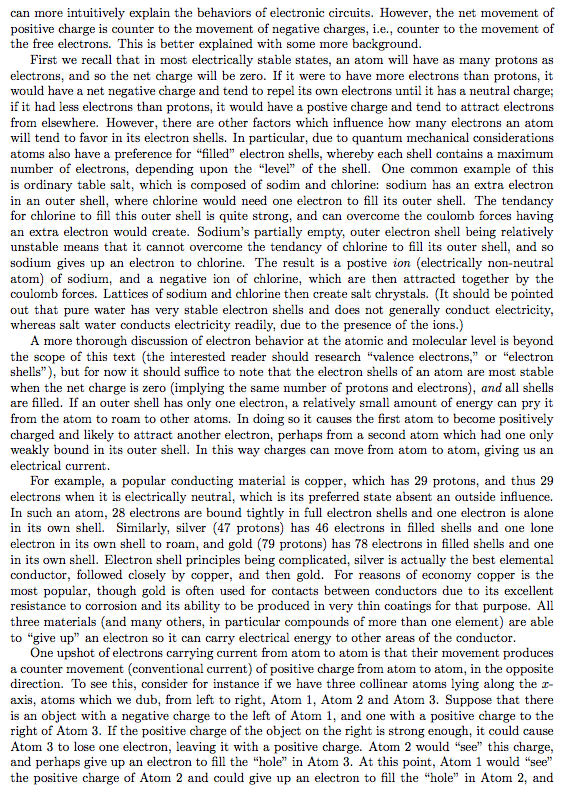 can more intuitively explain the behaviors of electronic circuits. However, the net movement of
positive charge is counter to the movement of negative charges, i.e., counter to the movement of
the free electrons. This is better explained with some more background.
First we recall that in most electrically stable states, an atom will have as many protons as
electrons, and so the net charge will be zero. If it were to have more electrons than protons, it
would have a net negative charge and tend to repel its own electrons until it has a neutral charge;
if it had less electrons than protons, it would have a postive charge and tend to attract electrons
from elsewhere. However, there are other factors which influence how many electrons an atom
will tend to favor in its electron shells. In particular, due to quantum mechanical considerations
atoms also have a preference for “filled” electron shells, whereby each shell contains a maximum
number of electrons, depending upon the “level” of the shell. One common example of this
is ordinary table salt, which is composed of sodim and chlorine: sodium has an extra electron
in an outer shell, where chlorine would need one electron to fill its outer shell. The tendancy
for chlorine to fill this outer shell is quite strong, and can overcome the coulomb forces having
an extra electron would create. Sodium’s partially empty, outer electron shell being relatively
unstable means that it cannot overcome the tendancy of chlorine to fill its outer shell, and so
sodium gives up an electron to chlorine. The result is a postive ion (electrically non-neutral
atom) of sodium, and a negative ion of chlorine, which are then attracted together by the
coulomb forces. Lattices of sodium and chlorine then create salt chrystals. (It should be pointed
out that pure water has very stable electron shells and does not generally conduct electricity,
whereas salt water conducts electricity readily, due to the presence of the ions.)
A more thorough discussion of electron behavior at the atomic and molecular level is beyond
the scope of this text (the interested reader should research “valence electrons,” or “electron
shells”), but for now it should suffice to note that the electron shells of an atom are most stable
when the net charge is zero (implying the same number of protons and electrons), and all shells
are filled. If an outer shell has only one electron, a relatively small amount of energy can pry it
from the atom to roam to other atoms. In doing so it causes the first atom to become positively
charged and likely to attract another electron, perhaps from a second atom which had one only
weakly bound in its outer shell. In this way charges can move from atom to atom, giving us an
electrical current.
For example, a popular conducting material is copper, which has 29 protons, and thus 29
electrons when it is electrically neutral, which is its preferred state absent an outside influence.
In such an atom, 28 electrons are bound tightly in full electron shells and one electron is alone
in its own shell. Similarly, silver (47 protons) has 46 electrons in filled shells and one lone
electron in its own shell to roam, and gold (79 protons) has 78 electrons in filled shells and one
in its own shell. Electron shell principles being complicated, silver is actually the best elemental
conductor, followed closely by copper, and then gold. For reasons of economy copper is the
most popular, though gold is often used for contacts between conductors due to its excellent
resistance to corrosion and its ability to be produced in very thin coatings for that purpose. All
three materials (and many others, in particular compounds of more than one element) are able
to “give up” an electron so it can carry electrical energy to other areas of the conductor.
One upshot of electrons carrying current from atom to atom is that their movement produces
a counter movement (conventional current) of positive charge from atom to atom, in the opposite
direction. To see this, consider for instance if we have three collinear atoms lying along the x-
axis, atoms which we dub, from left to right, Atom 1, Atom 2 and Atom 3. Suppose that there
is an object with a negative charge to the left of Atom 1, and one with a positive charge to the
right of Atom 3. If the positive charge of the object on the right is strong enough, it could cause
Atom 3 to lose one electron, leaving it with a positive charge. Atom 2 would “see” this charge,
and perhaps give up an electron to fill the “hole” in Atom 3. At this point, Atom 1 would “see”
the positive charge of Atom 2 and could give up an electron to fill the “hole” in Atom 2, and